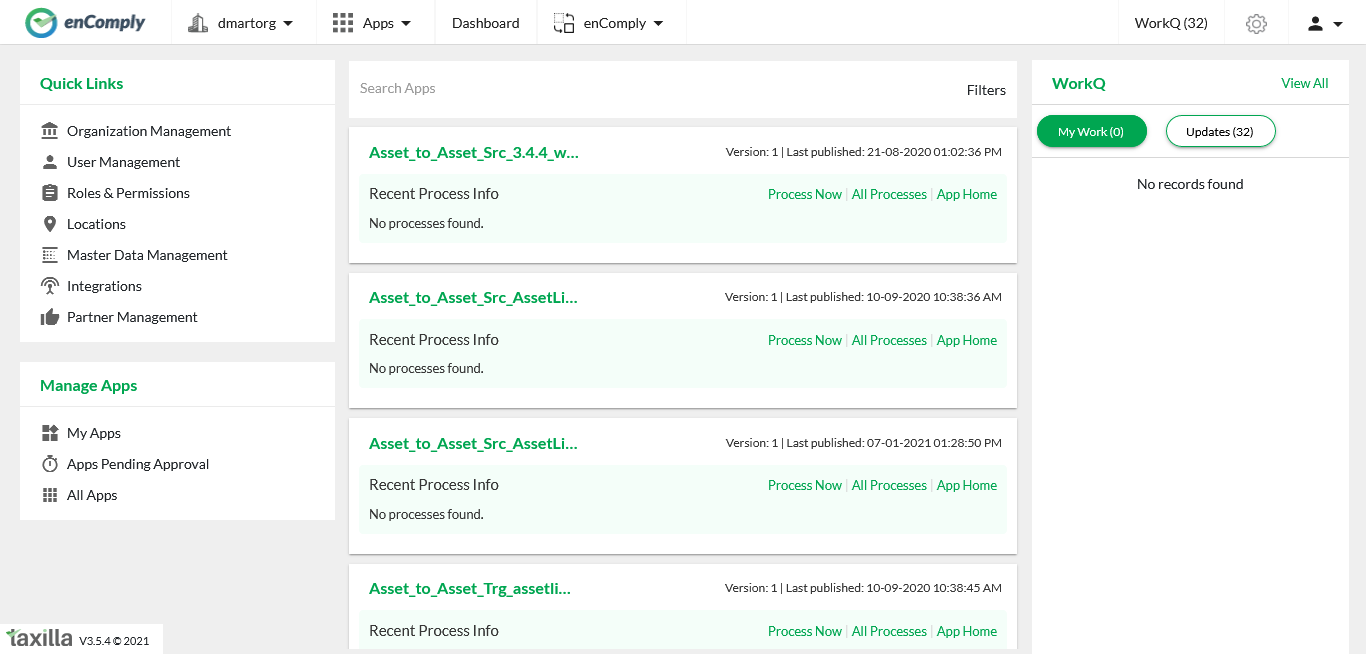 enComply
dmartorg
Apps
Dashboard
enComply
WorkQ (32)
Quick Links
Organization Management
User Management
Roles & Permissions
Locations
Master Data Management
Integrations
Partner Management
Manage Apps
My Apps
Apps Pending Approval
All Apps
Search Apps
Filters
Asset_to_Asset_Src_3.4.4_w...
Version: 1 | Last published: 21-08-2020 01:02:36 PM
Recent Process Info
Process Now | All Processes | App Home
No processes found.
Asset_to_Asset_Src_AssetLi...
Version: 1 | Last published: 10-09-2020 10:38:36 AM
Recent Process Info
Process Now | All Processes | App Home
No processes found.
Asset_to_Asset_Src_AssetLi...
Version: 1 | Last published: 07-01-2021 01:28:50 PM
Recent Process Info
Process Now | All Processes | App Home
No processes found.
Asset_to_Asset_Trg_assetli...
Version: 1 | Last published: 10-09-2020 10:38:45 AM
Recent Process Info
Process Now | All Processes | App Home
WorkQ
View All
My Work (0)
Updates (32)
No records found
taxilla V3.5.4 © 2021